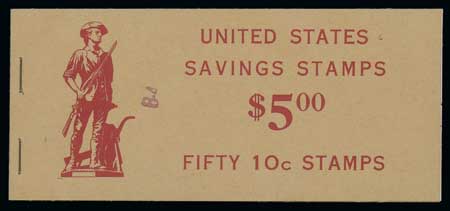 UNITED STATES
SAVINGS STAMPS
$5.00
FIFTY 10c STAMPS